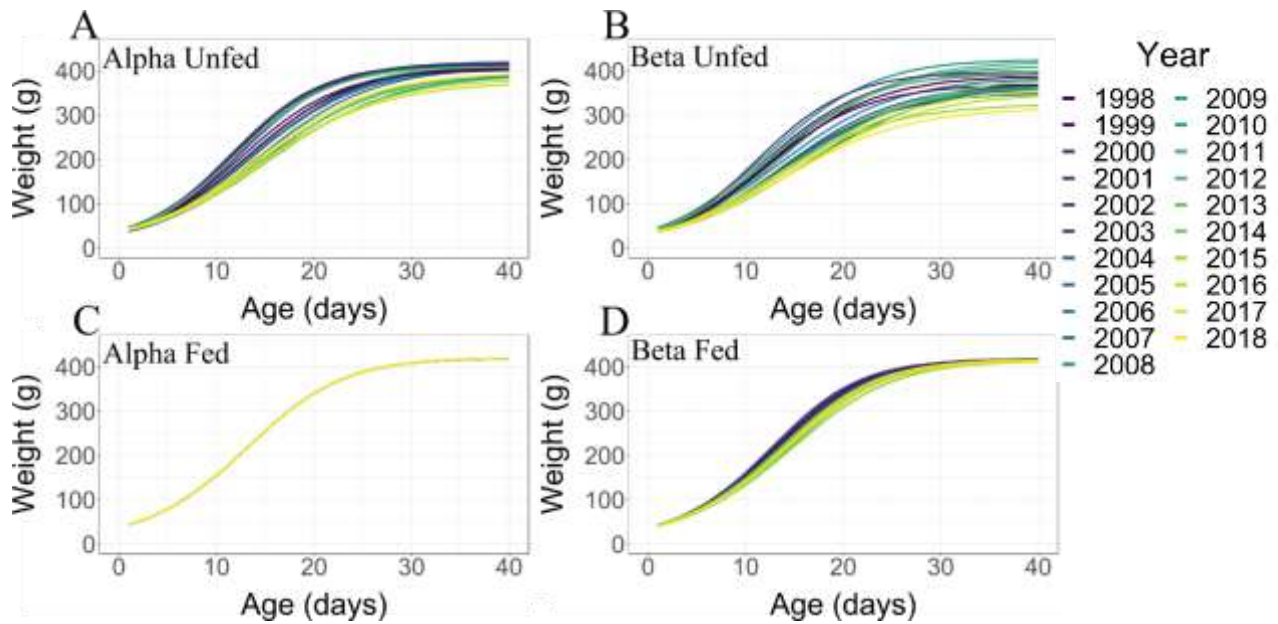 A
Alpha Unfed
Weight (g)
400
300
200
100
0
0 10 20 30 40
Age (days)
B
Beta Unfed
Weight (g)
400
300
200
100
0
0 10 20 30 40
Age (days)
Year
1998 2009
1999 2010
2000 2011
2001 2012
2002 2013
2003 2014
2004 2015
2005 2016
2006 2017
2007 2018
2008
C
Alpha Fed
Weight (g)
400
300
200
100
0
0 10 20 30 40
Age (days)
D
Beta Fed
Weight (g)
400
300
200
100
0
0 10 20 30 40
Age (days)